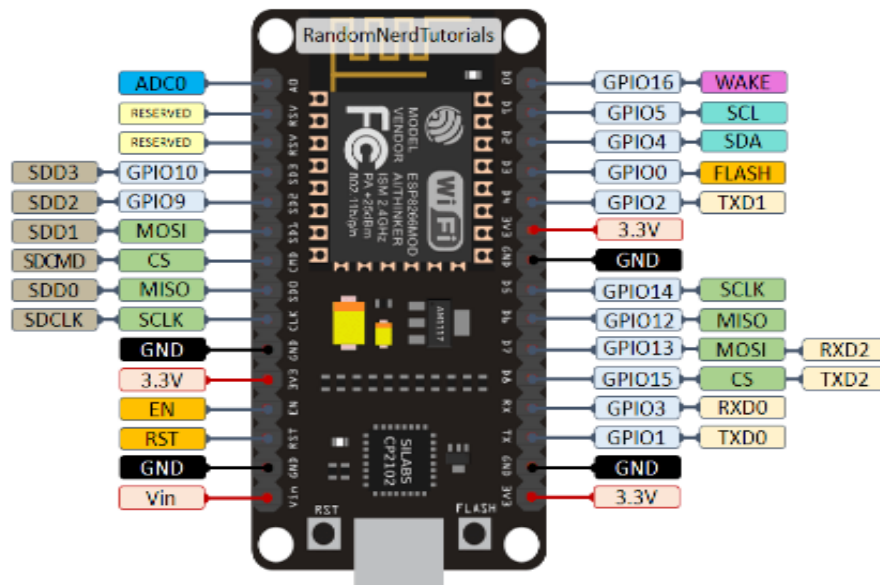 RandomNerdTutorials
ADC0
RESERVED
RESERVED
SDD3 GPIO10
SDD2 GPIO9
SDD1 MOSI
SDCMD CS
SDD0 MISO
SDCLK SCLK
GND
3.3V
EN
RST
GND
Vin
A0
RSV
RSV
SD3
SD2
SD1
CMD
SD0
CLK
GND
3V3
EN
RST
GND
Vin
FC
MODEL
VENDOR
ESP8266MOD
AI/THINKER
ISM 2.4GHz
PA +25dBm
802.11b/g/n
WiFi
AM1117
SILABS
CP2102
RST
FLASH
D0
D1
D2
D3
D4
3V3
GND
D5
D6
D7
RX
TX
GND
3V3
GPIO16 WAKE
GPIO5 SCL
GPIO4 SDA
GPIO0 FLASH
GPIO2 TXD1
3.3V
GND
GPIO14 SCLK
GPIO12 MISO
GPIO13 MOSI RXD2
GPIO15 CS TXD2
GPIO3 RXD0
GPIO1 TXD0
GND
3.3V